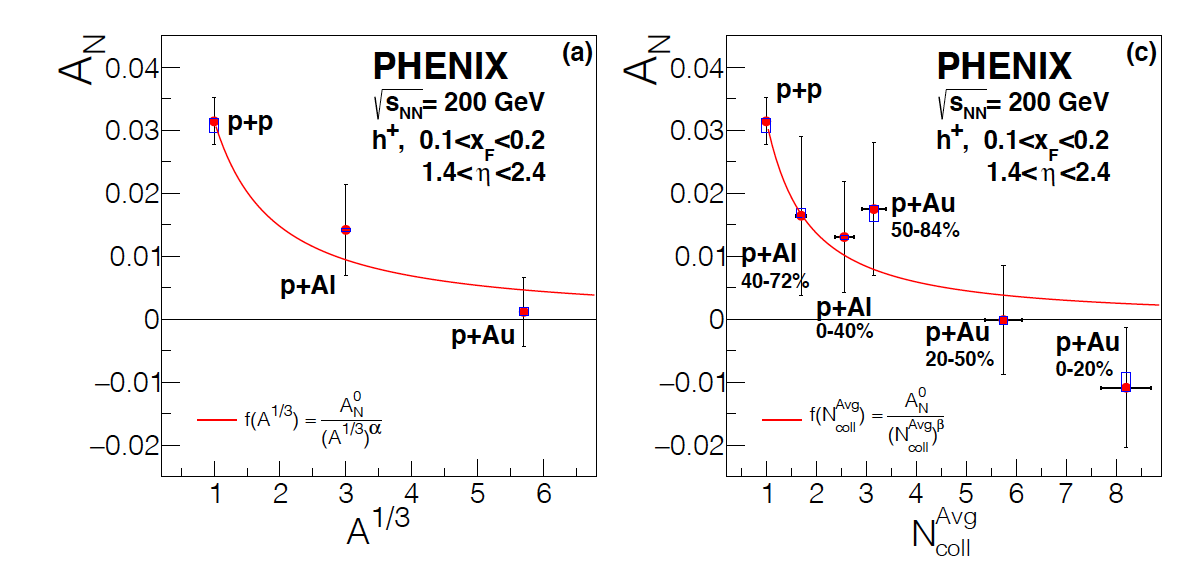 A_N
(a)
PHENIX
√s_NN = 200 GeV
h⁺, 0.1<x_F<0.2
1.4< η <2.4
0.04
0.03
0.02
0.01
0
−0.01
−0.02
p+p
p+Al
p+Au
f(A^{1/3}) = A_N^0 / (A^{1/3})^α
1 2 3 4 5 6
A^{1/3}
A_N
(c)
PHENIX
√s_NN = 200 GeV
h⁺, 0.1<x_F<0.2
1.4< η <2.4
0.04
0.03
0.02
0.01
0
−0.01
−0.02
p+p
p+Au
50-84%
p+Al
40-72%
p+Al
0-40%
p+Au
20-50%
p+Au
0-20%
f(N_coll^Avg) = A_N^0 / (N_coll^Avg)^β
1 2 3 4 5 6 7 8
N_coll^Avg